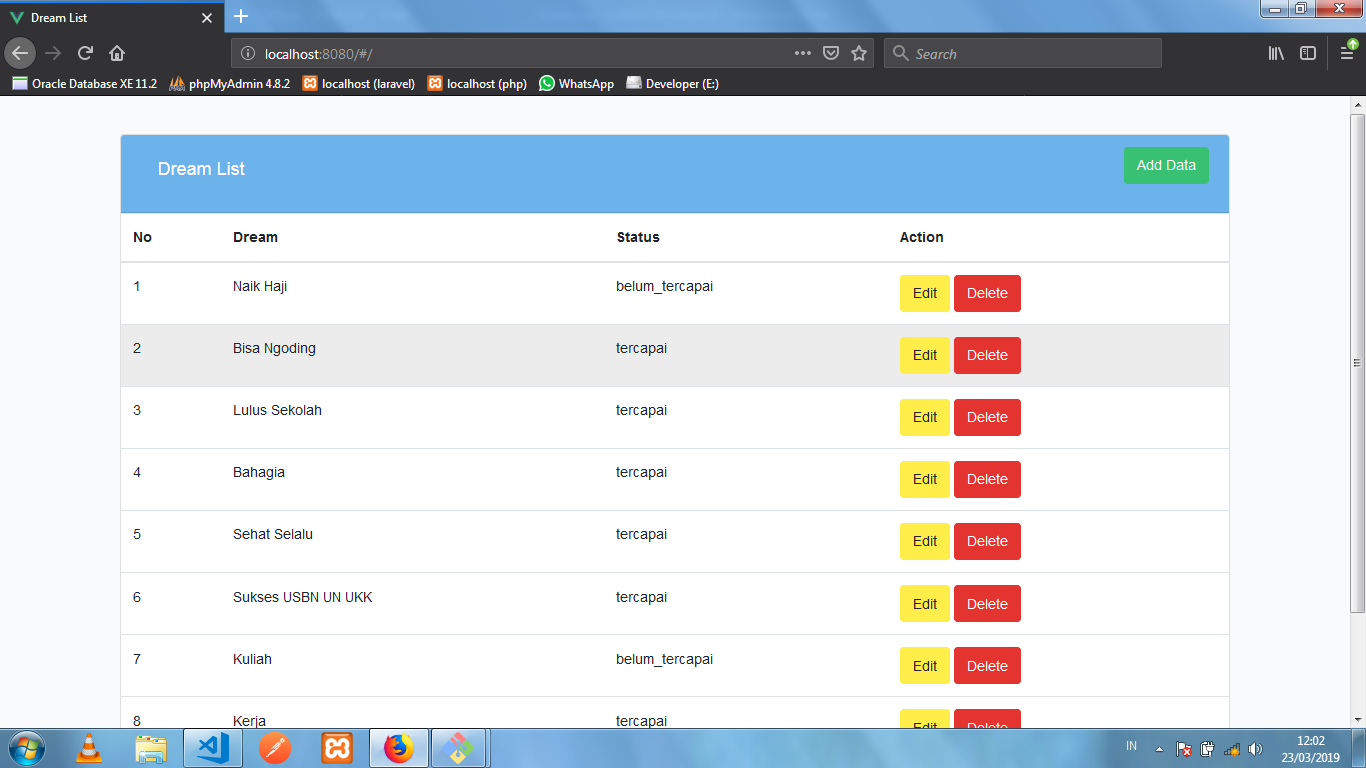 Dream List
localhost:8080/#/
Search
Oracle Database XE 11.2 phpMyAdmin 4.8.2 localhost (laravel) localhost (php) WhatsApp Developer (E:)
Dream List Add Data
No Dream Status Action
1 Naik Haji belum_tercapai Edit Delete
2 Bisa Ngoding tercapai Edit Delete
3 Lulus Sekolah tercapai Edit Delete
4 Bahagia tercapai Edit Delete
5 Sehat Selalu tercapai Edit Delete
6 Sukses USBN UN UKK tercapai Edit Delete
7 Kuliah belum_tercapai Edit Delete
8 Kerja tercapai Edit Delete
IN 12:02
23/03/2019